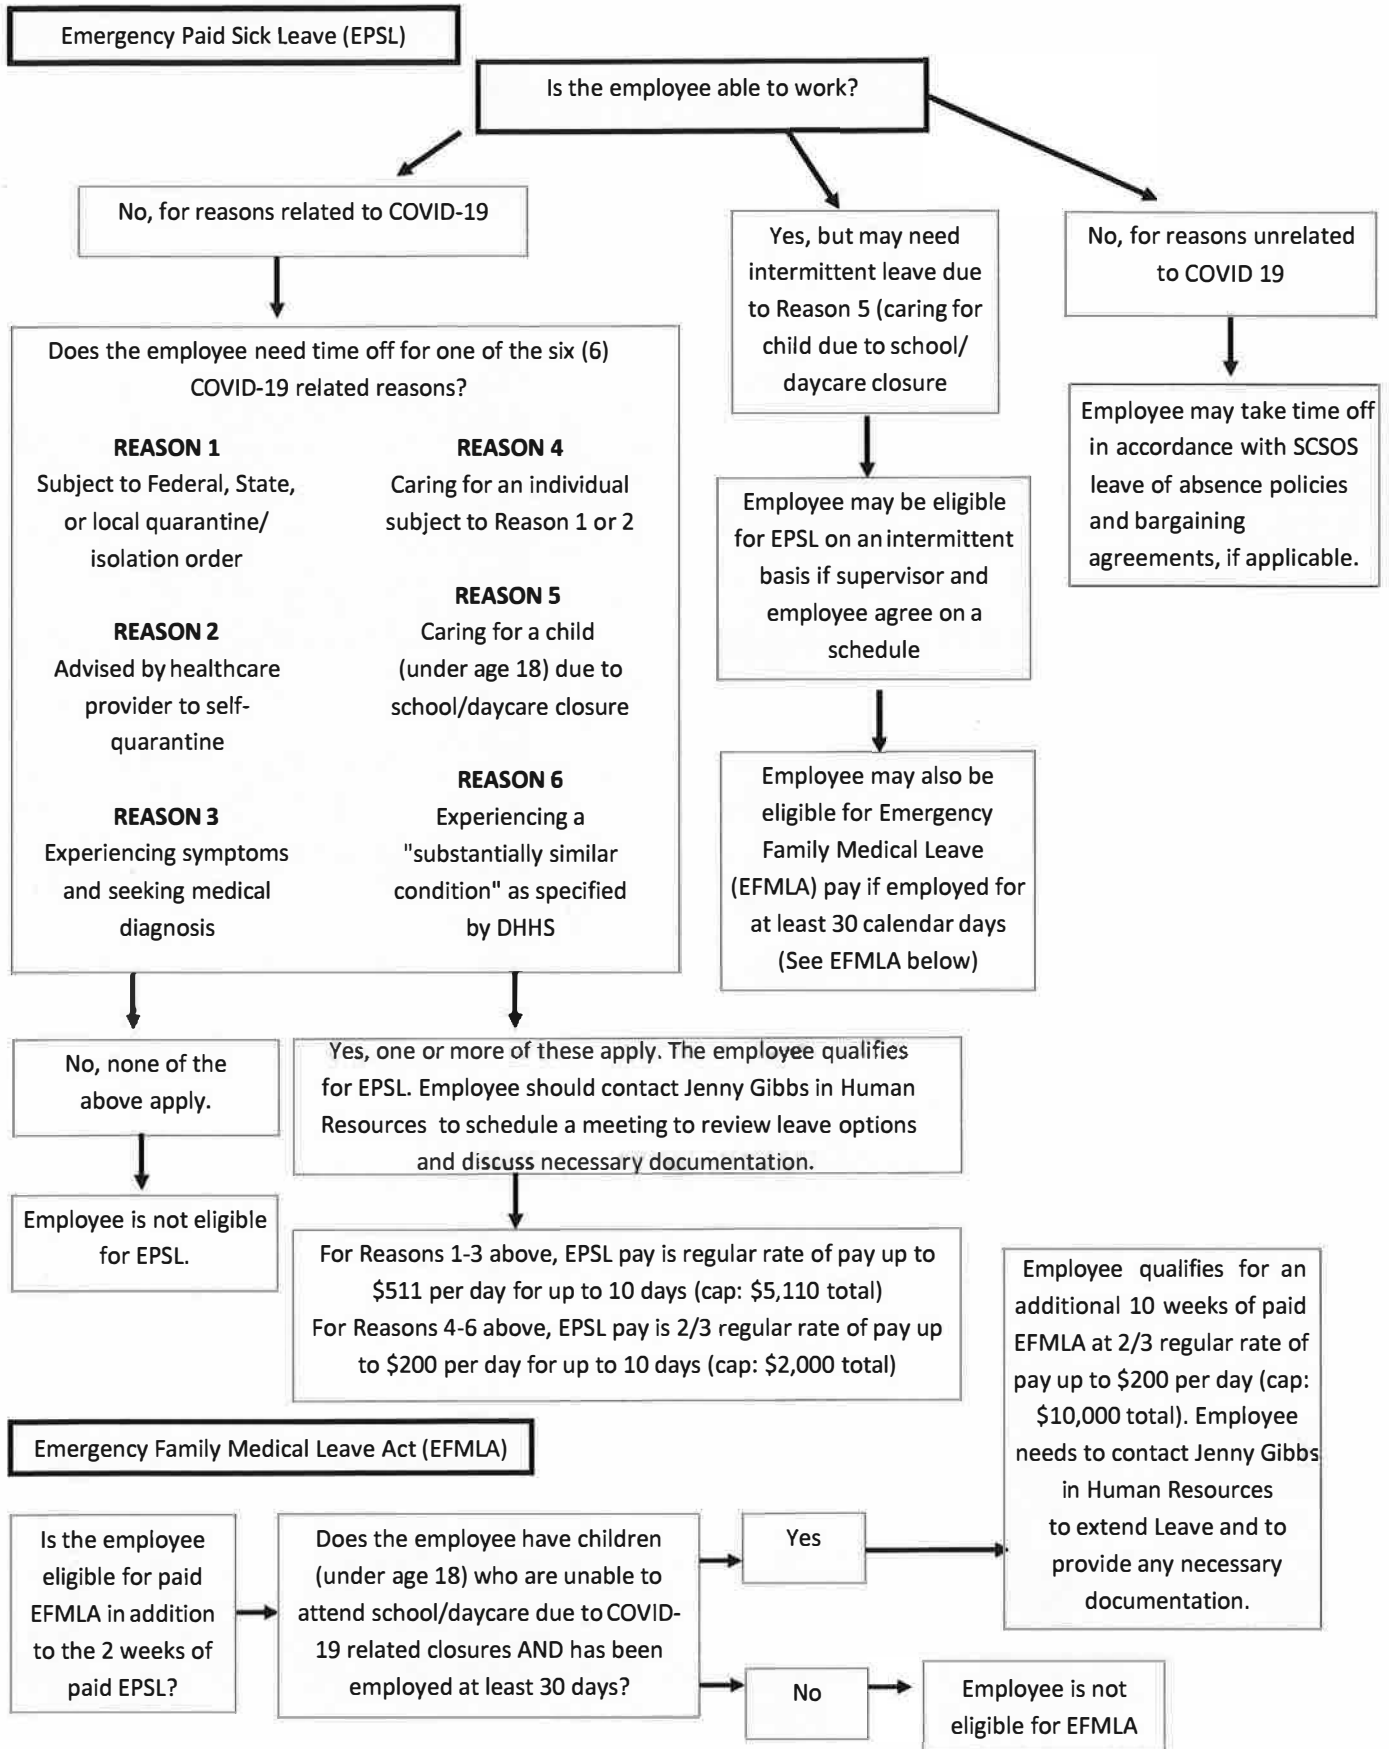 Emergency Paid Sick Leave (EPSL)
Is the employee able to work?
No, for reasons related to COVID-19
Does the employee need time off for one of the six (6)
COVID-19 related reasons?
REASON 1
Subject to Federal, State,
or local quarantine/
isolation order
REASON 2
Advised by healthcare
provider to self-
quarantine
REASON 3
Experiencing symptoms
and seeking medical
diagnosis
REASON 4
Caring for an individual
subject to Reason 1 or 2
REASON 5
Caring for a child
(under age 18) due to
school/daycare closure
REASON 6
Experiencing a
"substantially similar
condition" as specified
by DHHS
Yes, but may need
intermittent leave due
to Reason 5 (caring for
child due to school/
daycare closure
Employee may be eligible
for EPSL on an intermittent
basis if supervisor and
employee agree on a
schedule
Employee may also be
eligible for Emergency
Family Medical Leave
(EFMLA) pay if employed for
at least 30 calendar days
(See EFMLA below)
No, for reasons unrelated
to COVID 19
Employee may take time off
in accordance with SCSOS
leave of absence policies
and bargaining
agreements, if applicable.
No, none of the
above apply.
Employee is not eligible
for EPSL.
Yes, one or more of these apply. The employee qualifies
for EPSL. Employee should contact Jenny Gibbs in Human
Resources to schedule a meeting to review leave options
and discuss necessary documentation.
For Reasons 1-3 above, EPSL pay is regular rate of pay up to
$511 per day for up to 10 days (cap: $5,110 total)
For Reasons 4-6 above, EPSL pay is 2/3 regular rate of pay up
to $200 per day for up to 10 days (cap: $2,000 total)
Emergency Family Medical Leave Act (EFMLA)
Is the employee
eligible for paid
EFMLA in addition
to the 2 weeks of
paid EPSL?
Does the employee have children
(under age 18) who are unable to
attend school/daycare due to COVID-
19 related closures AND has been
employed at least 30 days?
Yes
Employee qualifies for an
additional 10 weeks of paid
EFMLA at 2/3 regular rate of
pay up to $200 per day (cap:
$10,000 total). Employee
needs to contact Jenny Gibbs
in Human Resources
to extend Leave and to
provide any necessary
documentation.
No
Employee is not
eligible for EFMLA